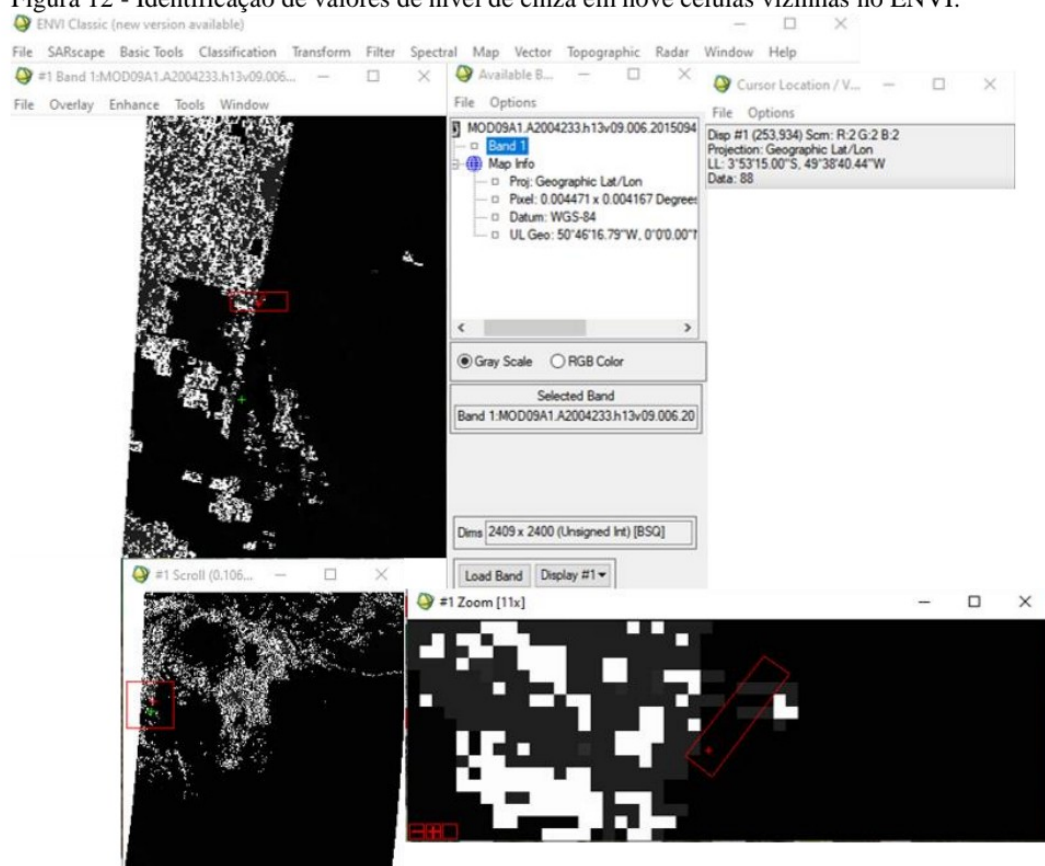 Figura 12 - Identificação de valores de nível de cinza em nove células vizinhas no ENVI.
ENVI Classic (new version available)
File SARscape Basic Tools Classification Transform Filter Spectral Map Vector Topographic Radar Window Help
#1 Band 1:MOD09A1.A2004233.h13v09.006...
File Overlay Enhance Tools Window
Available B...
File Options
MOD09A1.A2004233.h13v09.006.2015094
Band 1
Map Info
Proj: Geographic Lat/Lon
Pixel: 0.004471 x 0.004167 Degrees
Datum: WGS-84
UL Geo: 50°46'16.79"W, 0°0'0.00"N
Gray Scale RGB Color
Selected Band
Band 1:MOD09A1.A2004233.h13v09.006.20
Dims 2409 x 2400 (Unsigned Int) [BSQ]
Load Band Display #1
Cursor Location / V...
File Options
Disp #1 (253,934) Scrn: R:2 G:2 B:2
Projection: Geographic Lat/Lon
LL: 3°53'15.00"S, 49°38'40.44"W
Data: 88
#1 Scroll (0.106...
#1 Zoom [11x]